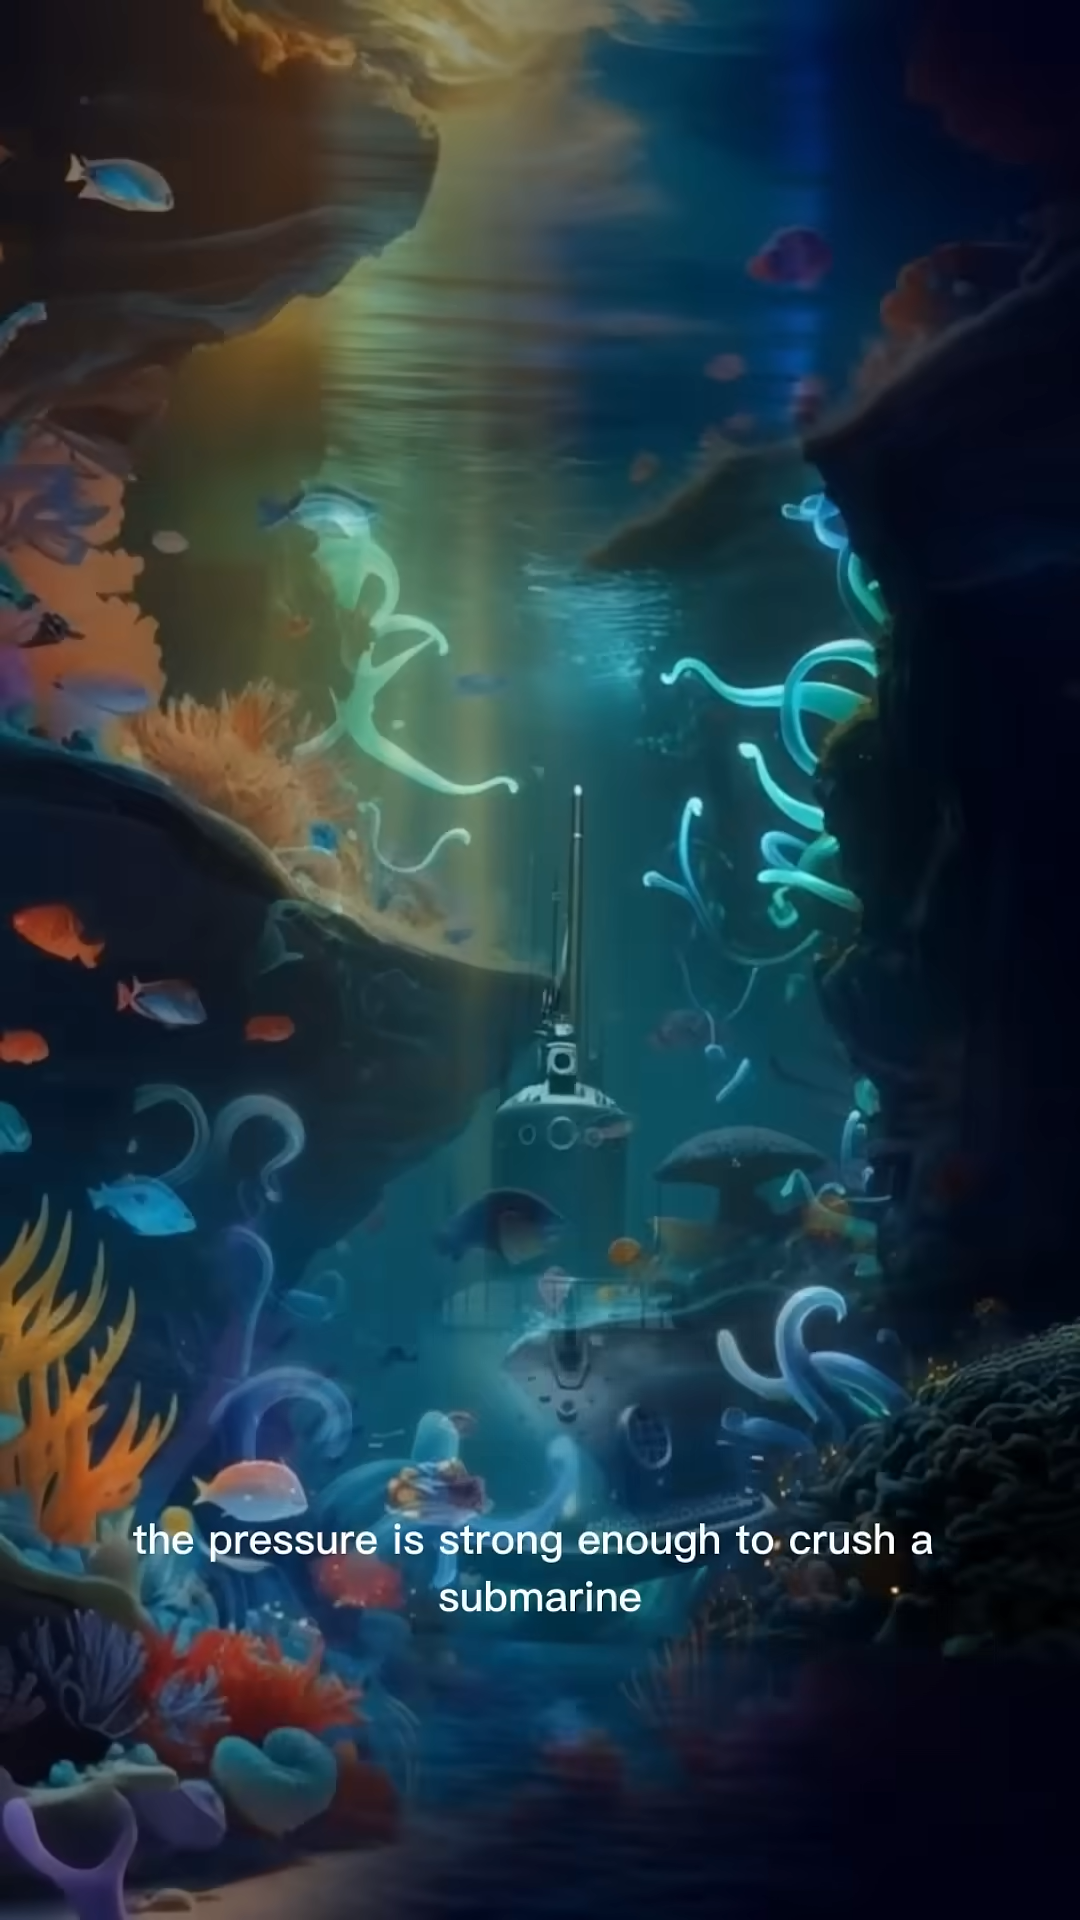 the pressure is strong enough to crush a
submarine